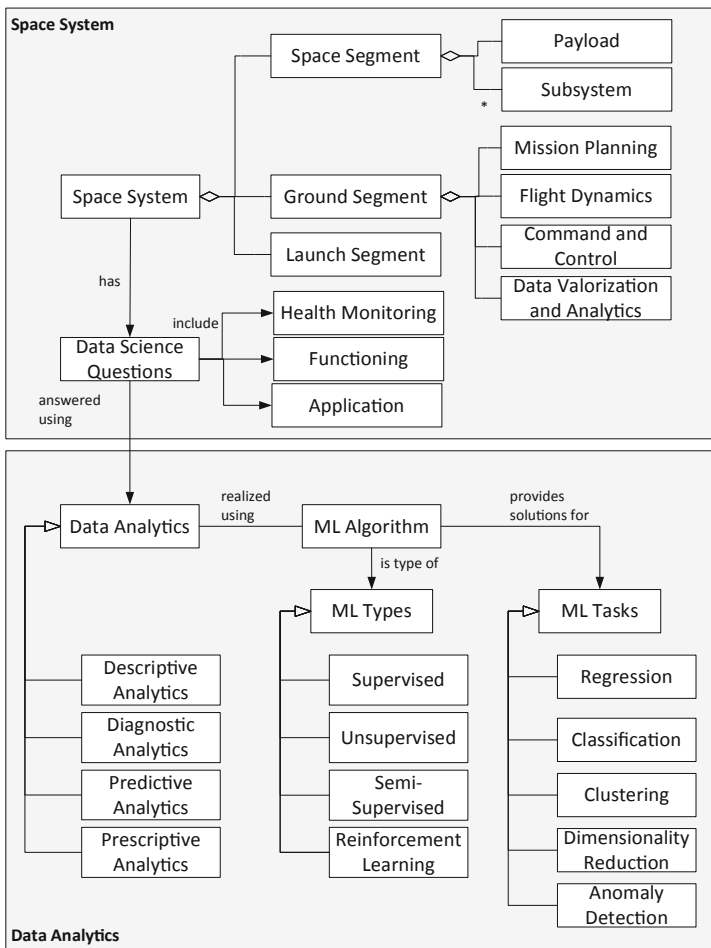 Space System
Space Segment
Payload
Subsystem
*
Mission Planning
Space System
Ground Segment
Flight Dynamics
Command and
Control
Launch Segment
Data Valorization
and Analytics
has
include
Health Monitoring
Data Science
Questions
Functioning
answered
using
Application
realized
using
provides
solutions for
Data Analytics
ML Algorithm
is type of
ML Types
ML Tasks
Descriptive
Analytics
Supervised
Regression
Diagnostic
Analytics
Unsupervised
Classification
Predictive
Analytics
Semi-
Supervised
Clustering
Prescriptive
Analytics
Reinforcement
Learning
Dimensionality
Reduction
Anomaly
Detection
Data Analytics